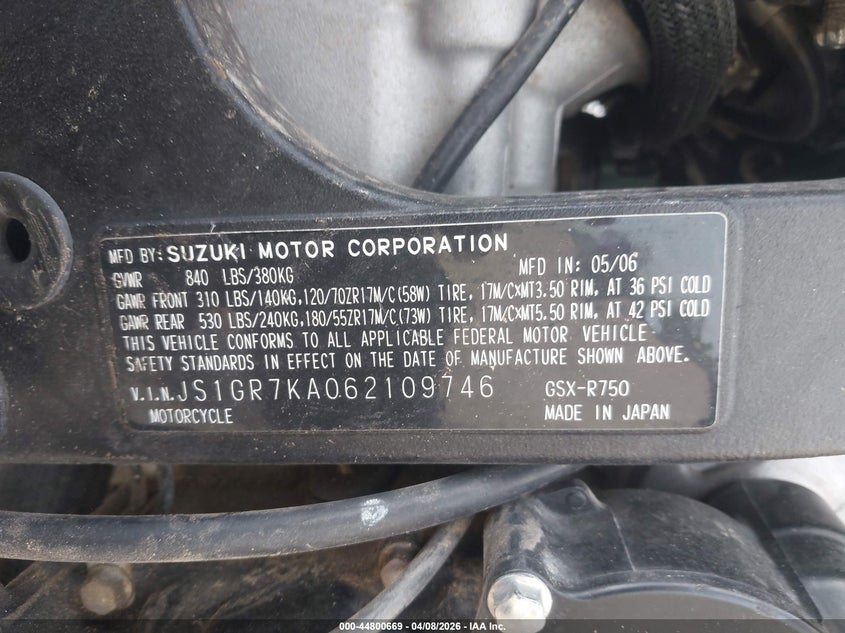 MFD BY: SUZUKI MOTOR CORPORATION
GVWR 840 LBS/380KG MFD IN: 05/06
GAWR FRONT 310 LBS/140KG,120/70ZR17M/C(58W) TIRE, 17M/C×MT3.50 RIM, AT 36 PSI COLD
GAWR REAR 530 LBS/240KG,180/55ZR17M/C(73W) TIRE, 17M/C×MT5.50 RIM, AT 42 PSI COLD
THIS VEHICLE CONFORMS TO ALL APPLICABLE FEDERAL MOTOR VEHICLE
SAFETY STANDARDS IN EFFECT ON THE DATE OF MANUFACTURE SHOWN ABOVE.
V.I.N.JS1GR7KA062109746 GSX-R750
MOTORCYCLE MADE IN JAPAN
000-44800669 - 04/08/2026 - IAA Inc.